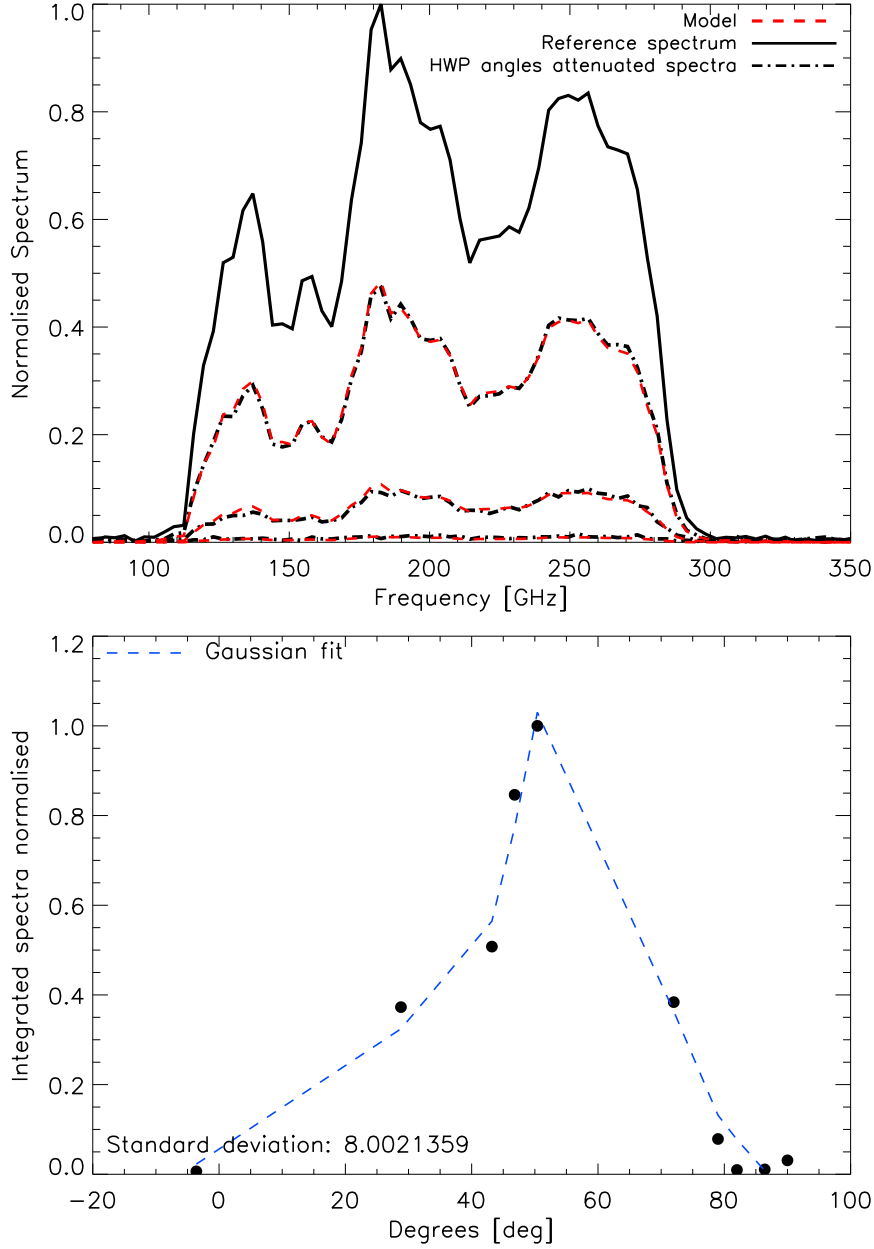 Model
Reference spectrum
HWP angles attenuated spectra
1.0
0.8
0.6
0.4
0.2
0.0
Normalised Spectrum
100 150 200 250 300 350
Frequency [GHz]
Gaussian fit
1.2
1.0
0.8
0.6
0.4
0.2
0.0
Integrated spectra normalised
Standard deviation: 8.0021359
-20 0 20 40 60 80 100
Degrees [deg]